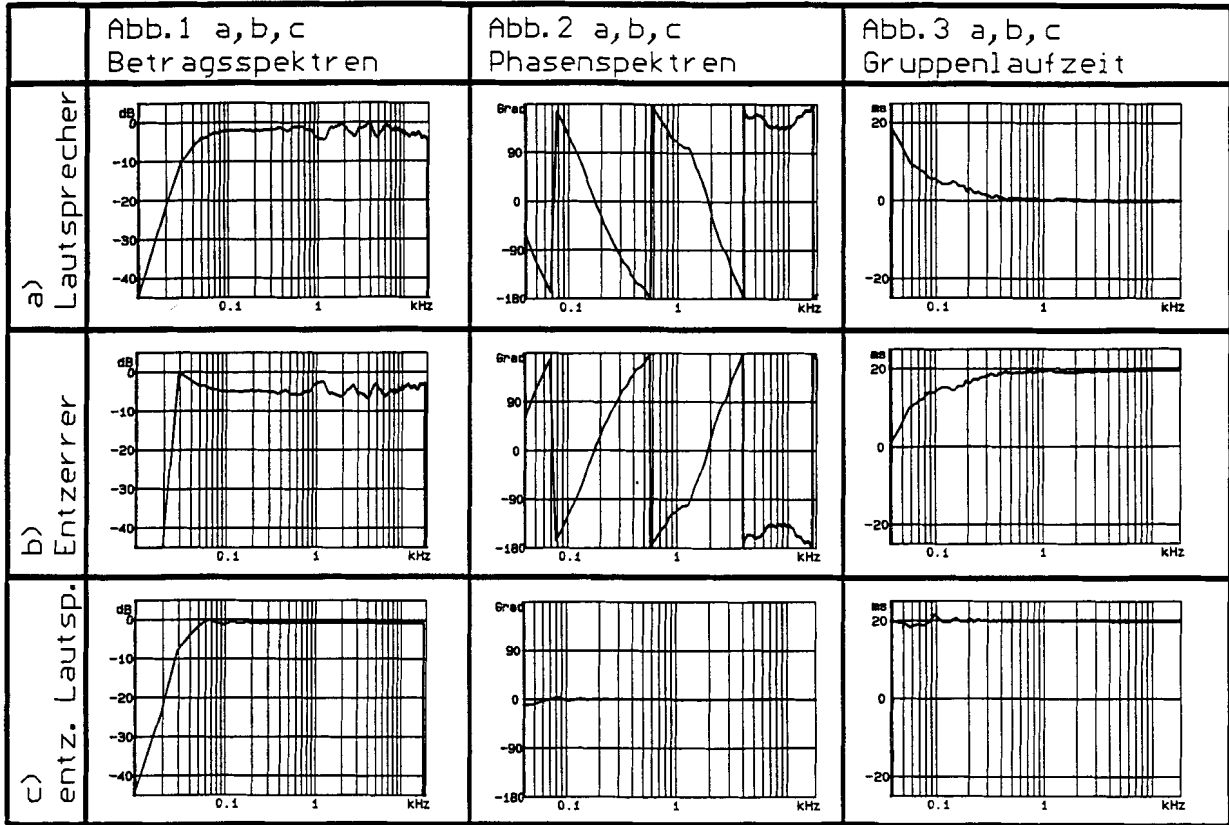 Abb.1 a,b,c
Betragsspektren
Abb.2 a,b,c
Phasenspektren
Abb.3 a,b,c
Gruppenlaufzeit
a)
Lautsprecher
dB
0
-10
-20
-30
-40
0.1
1
kHz
Grad
90
0
-90
-180
0.1
1
kHz
ms
20
0
-20
0.1
1
kHz
b)
Entzerrer
dB
0
-10
-20
-30
-40
0.1
1
kHz
Grad
90
0
-90
-180
0.1
1
kHz
ms
20
0
-20
0.1
1
kHz
c)
entz. Lautsp.
dB
0
-10
-20
-30
-40
0.1
1
kHz
Grad
90
0
-90
-180
0.1
1
kHz
ms
20
0
-20
0.1
1
kHz